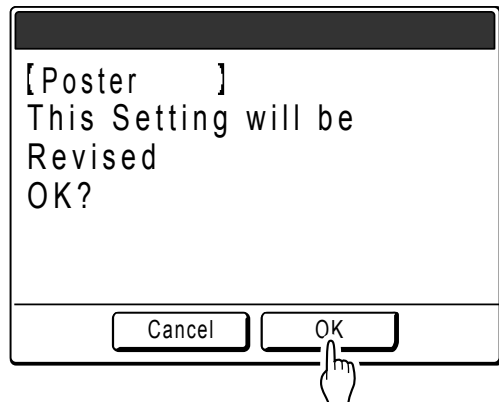 [Poster      ]
This Setting will be
Revised
OK?
Cancel
OK